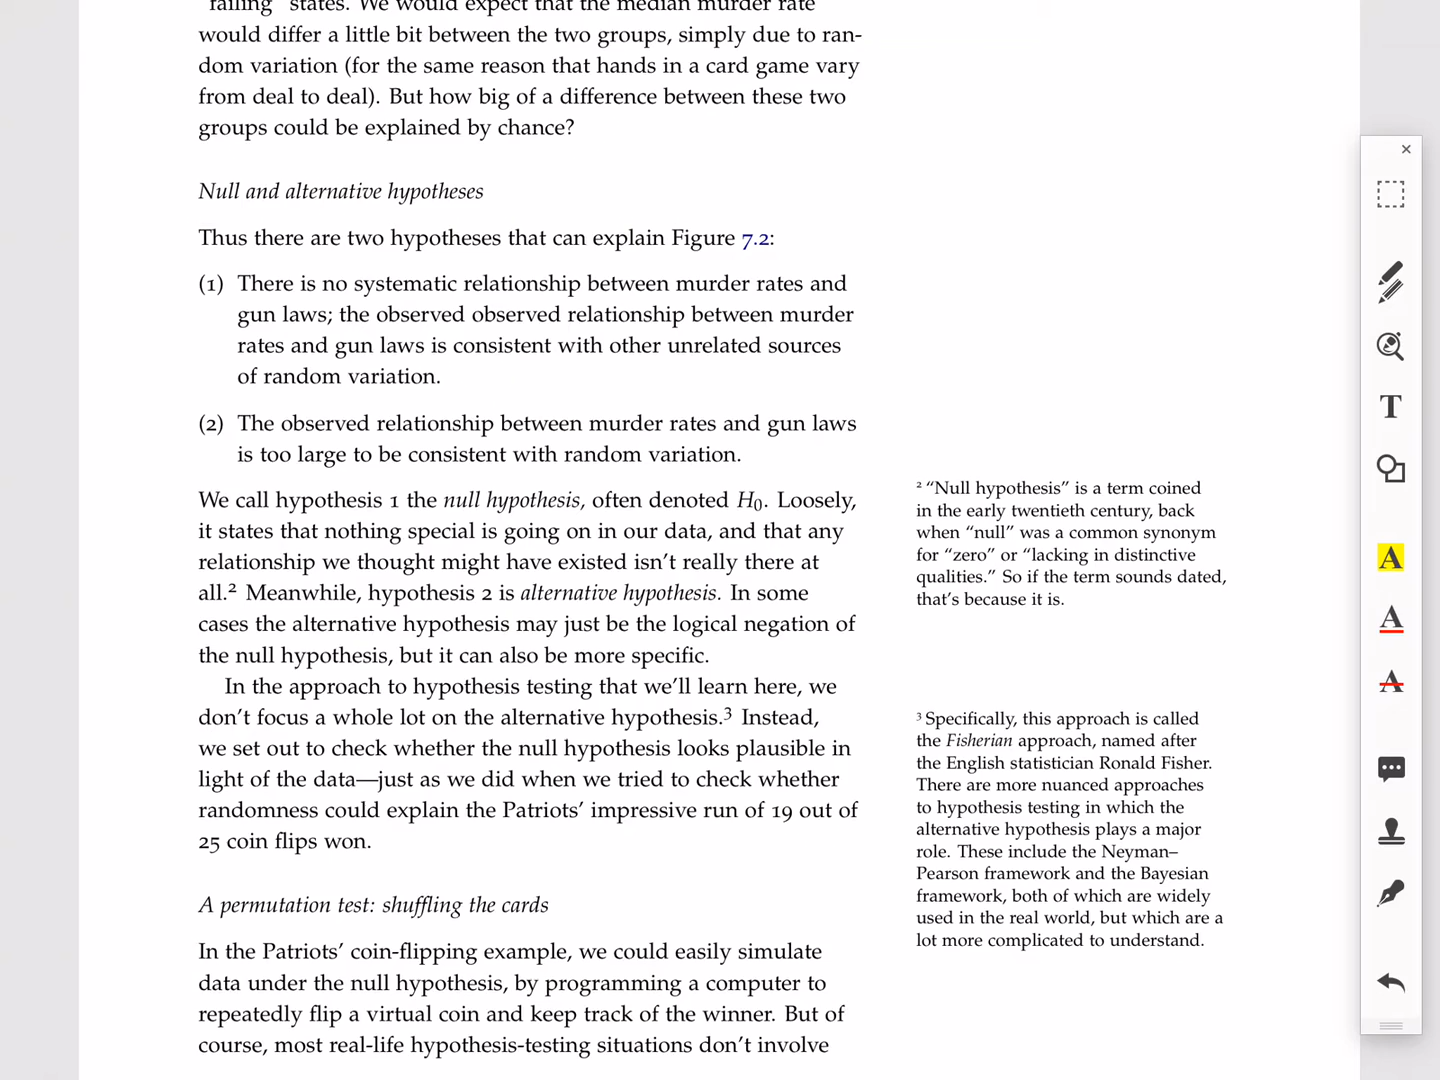 "failing" states. We would expect that the median murder rate
would differ a little bit between the two groups, simply due to ran-
dom variation (for the same reason that hands in a card game vary
from deal to deal). But how big of a difference between these two
groups could be explained by chance?
Null and alternative hypotheses
Thus there are two hypotheses that can explain Figure 7.2:
(1) There is no systematic relationship between murder rates and
gun laws; the observed observed relationship between murder
rates and gun laws is consistent with other unrelated sources
of random variation.
(2) The observed relationship between murder rates and gun laws
is too large to be consistent with random variation.
We call hypothesis 1 the null hypothesis, often denoted H₀. Loosely,
it states that nothing special is going on in our data, and that any
relationship we thought might have existed isn't really there at
all.² Meanwhile, hypothesis 2 is alternative hypothesis. In some
cases the alternative hypothesis may just be the logical negation of
the null hypothesis, but it can also be more specific.
In the approach to hypothesis testing that we'll learn here, we
don't focus a whole lot on the alternative hypothesis.³ Instead,
we set out to check whether the null hypothesis looks plausible in
light of the data—just as we did when we tried to check whether
randomness could explain the Patriots' impressive run of 19 out of
25 coin flips won.
A permutation test: shuffling the cards
In the Patriots' coin-flipping example, we could easily simulate
data under the null hypothesis, by programming a computer to
repeatedly flip a virtual coin and keep track of the winner. But of
course, most real-life hypothesis-testing situations don't involve
² "Null hypothesis" is a term coined
in the early twentieth century, back
when "null" was a common synonym
for "zero" or "lacking in distinctive
qualities." So if the term sounds dated,
that's because it is.
³ Specifically, this approach is called
the Fisherian approach, named after
the English statistician Ronald Fisher.
There are more nuanced approaches
to hypothesis testing in which the
alternative hypothesis plays a major
role. These include the Neyman–
Pearson framework and the Bayesian
framework, both of which are widely
used in the real world, but which are a
lot more complicated to understand.
T
A
A
A